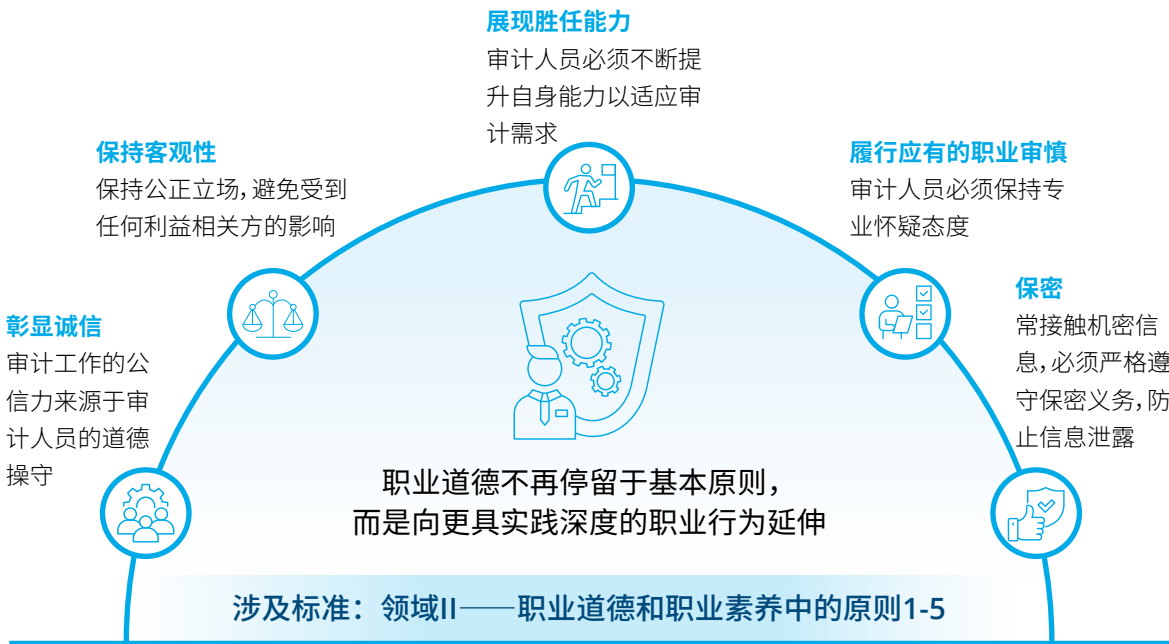 展现胜任能力
审计人员必须不断提
升自身能力以适应审
计需求
保持客观性
保持公正立场，避免受到
任何利益相关方的影响
履行应有的职业审慎
审计人员必须保持专
业怀疑态度
彰显诚信
审计工作的公
信力来源于审
计人员的道德
操守
保密
常接触机密信
息，必须严格遵
守保密义务，防
止信息泄露
职业道德不再停留于基本原则，
而是向更具实践深度的职业行为延伸
涉及标准：领域II——职业道德和职业素养中的原则1-5